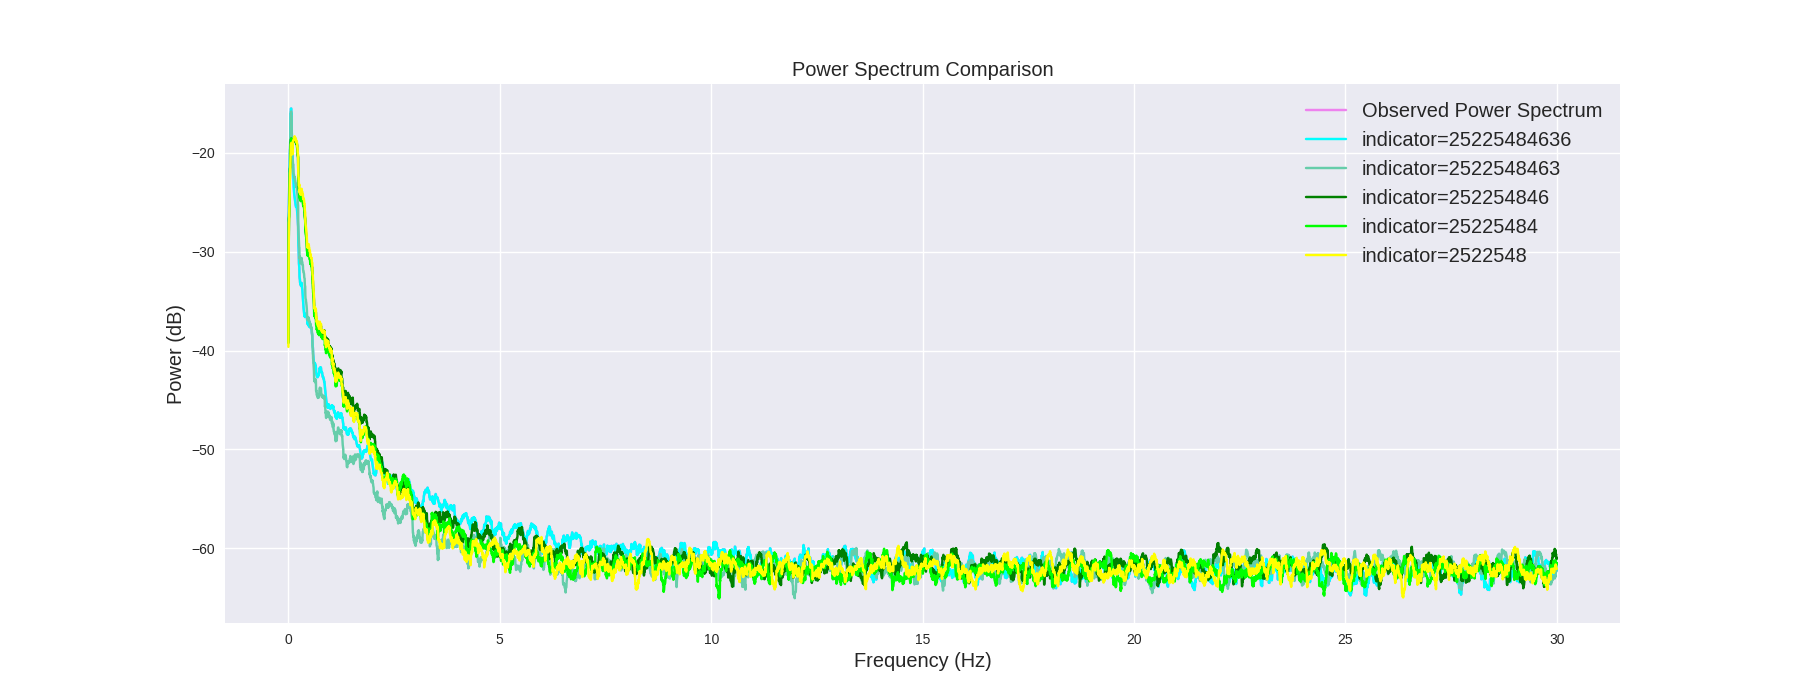 Power Spectrum Comparison
Observed Power Spectrum
indicator=25225484636
indicator=2522548463
indicator=252254846
indicator=25225484
indicator=2522548
−20
−30
−40
−50
−60
Power (dB)
0 5 10 15 20 25 30
Frequency (Hz)